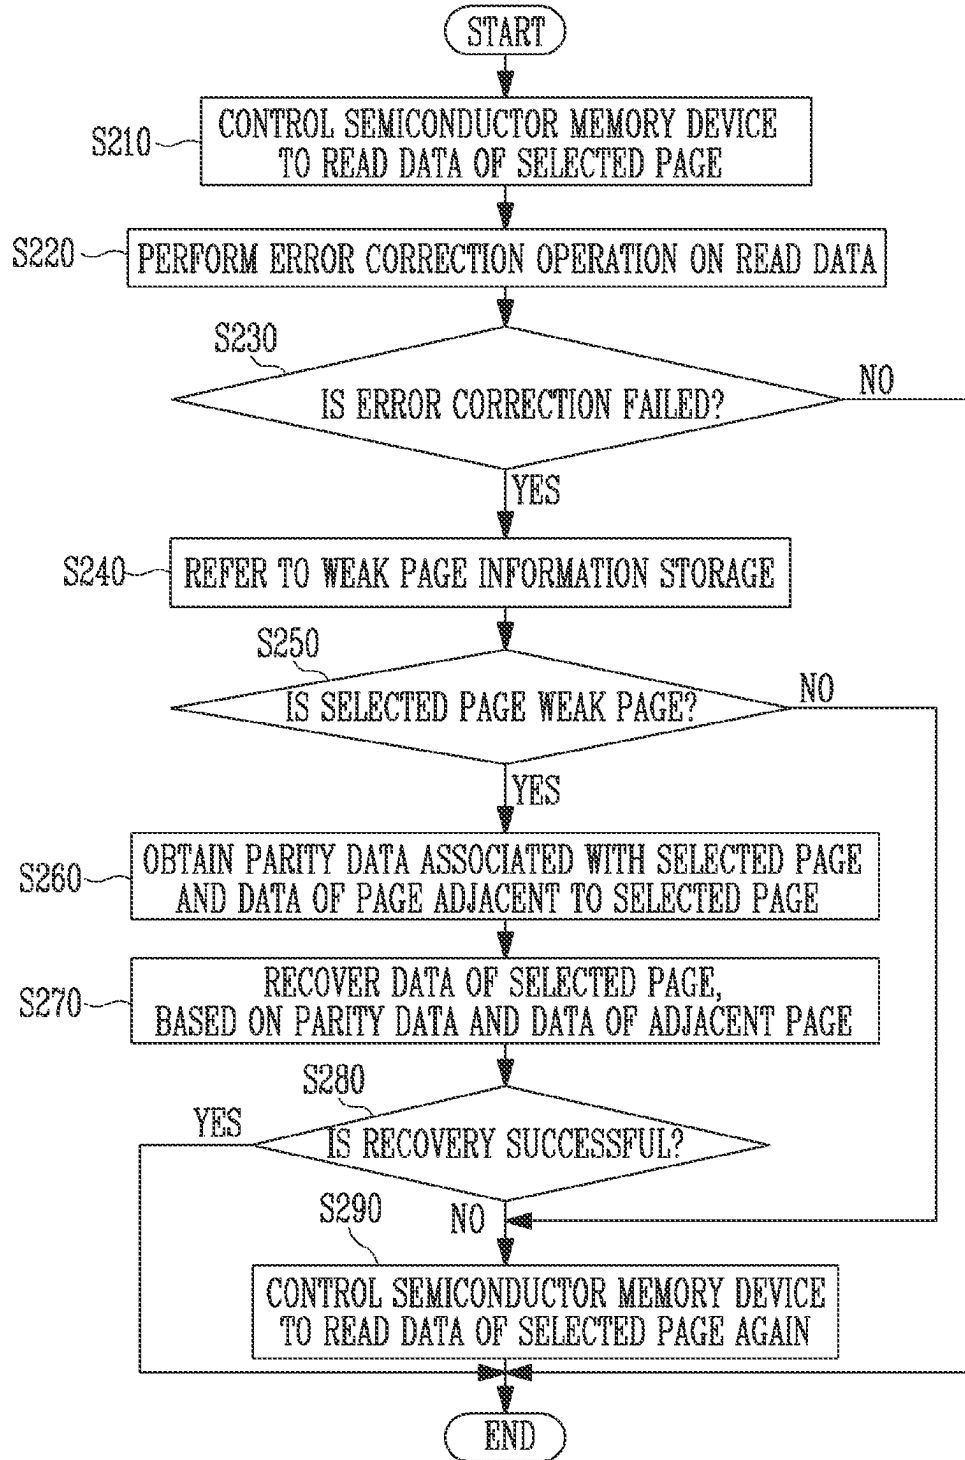 START
S210
CONTROL SEMICONDUCTOR MEMORY DEVICE
TO READ DATA OF SELECTED PAGE
S220
PERFORM ERROR CORRECTION OPERATION ON READ DATA
S230
IS ERROR CORRECTION FAILED?
NO
YES
S240
REFER TO WEAK PAGE INFORMATION STORAGE
S250
IS SELECTED PAGE WEAK PAGE?
NO
YES
S260
OBTAIN PARITY DATA ASSOCIATED WITH SELECTED PAGE
AND DATA OF PAGE ADJACENT TO SELECTED PAGE
S270
RECOVER DATA OF SELECTED PAGE,
BASED ON PARITY DATA AND DATA OF ADJACENT PAGE
S280
YES
IS RECOVERY SUCCESSFUL?
NO
S290
CONTROL SEMICONDUCTOR MEMORY DEVICE
TO READ DATA OF SELECTED PAGE AGAIN
END